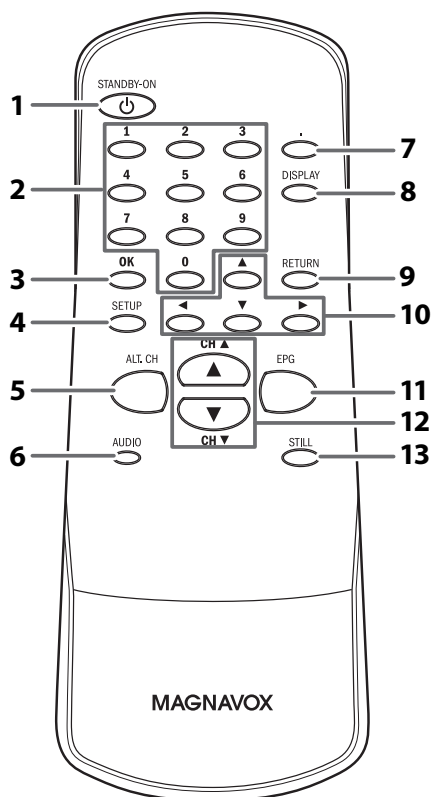 STANDBY-ON
1
1 2 3 .
7
2
4 5 6 DISPLAY
8
7 8 9
3
OK 0 ▲ RETURN
9
4
SETUP ◀ ▼ ▶
10
CH ▲
5
ALT. CH ▲ EPG
11
▼
12
CH ▼
6
AUDIO STILL
13
MAGNAVOX